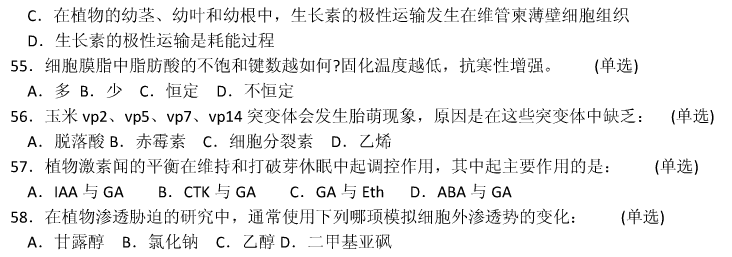 C. 在植物的幼茎、幼叶和幼根中，生长素的极性运输发生在维管束薄壁细胞组织
D. 生长素的极性运输是耗能过程
55. 细胞膜脂中脂肪酸的不饱和键数越如何?固化温度越低，抗寒性增强。 (单选)
A. 多 B. 少 C. 恒定 D. 不恒定
56. 玉米 vp2、vp5、vp7、vp14 突变体会发生胎萌现象，原因是在这些突变体中缺乏： (单选)
A. 脱落酸 B. 赤霉素 C. 细胞分裂素 D. 乙烯
57. 植物激素闻的平衡在维持和打破芽休眠中起调控作用，其中起主要作用的是： (单选)
A. IAA 与 GA B. CTK 与 GA C. GA 与 Eth D. ABA 与 GA
58. 在植物渗透胁迫的研究中，通常使用下列哪顼模拟细胞外渗透势的变化： (单选)
A. 甘露醇 B. 氯化钠 C. 乙醇 D. 二甲基亚砜